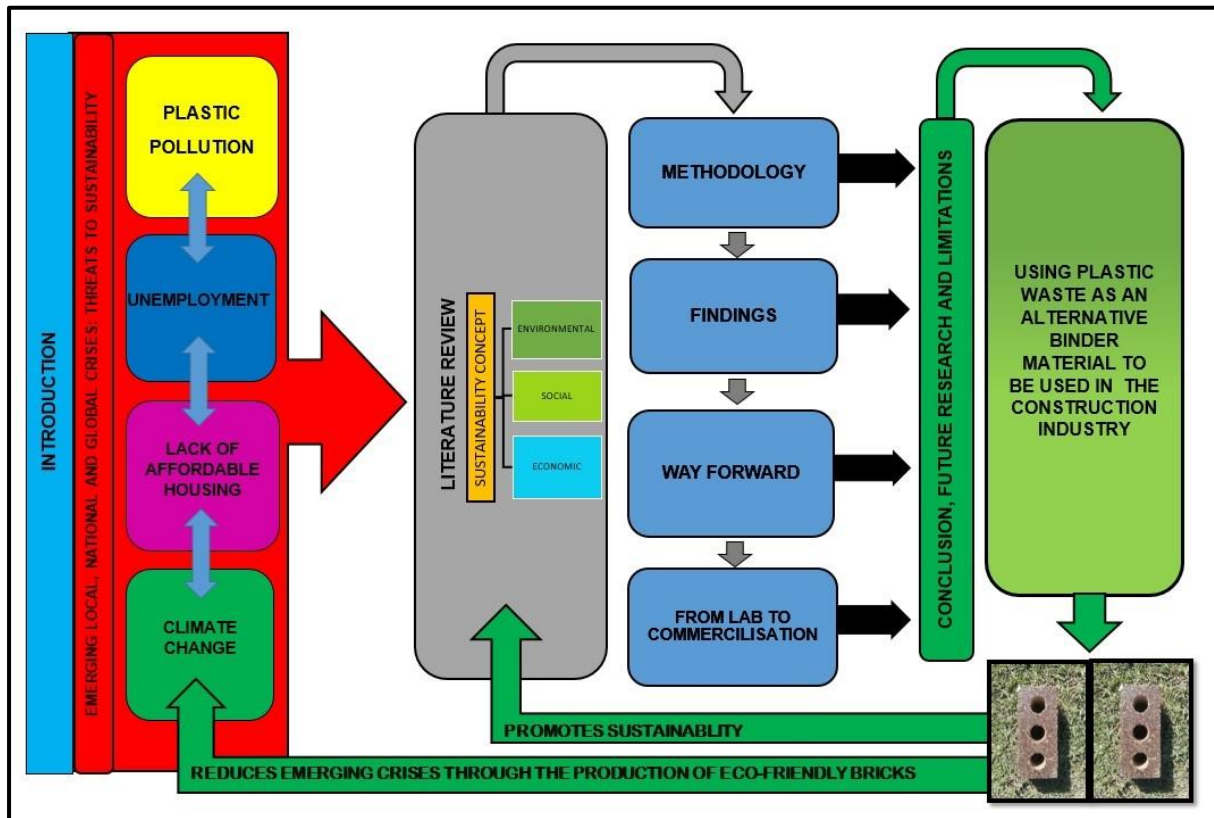 INTRODUCTION
EMERGING LOCAL, NATIONAL AND GLOBAL CRISES: THREATS TO SUSTAINABILITY
PLASTIC
POLLUTION
UNEMPLOYMENT
LACK OF
AFFORDABLE
HOUSING
CLIMATE
CHANGE
LITERATURE REVIEW
SUSTAINABILITY CONCEPT
ENVIRONMENTAL
SOCIAL
ECONOMIC
METHODOLOGY
FINDINGS
WAY FORWARD
FROM LAB TO
COMMERCILISATION
CONCLUSION, FUTURE RESEARCH AND LIMITATIONS
USING PLASTIC
WASTE AS AN
ALTERNATIVE
BINDER
MATERIAL TO
BE USED IN THE
CONSTRUCTION
INDUSTRY
PROMOTES SUSTAINABLITY
REDUCES EMERGING CRISES THROUGH THE PRODUCTION OF ECO-FRIENDLY BRICKS